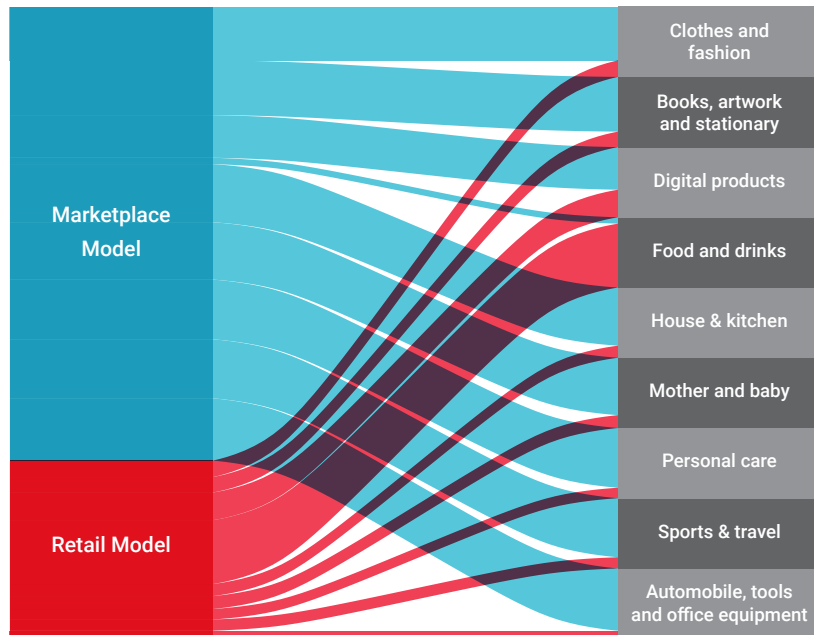 Marketplace
Model
Retail Model
Clothes and
fashion
Books, artwork
and stationary
Digital products
Food and drinks
House & kitchen
Mother and baby
Personal care
Sports & travel
Automobile, tools
and office equipment